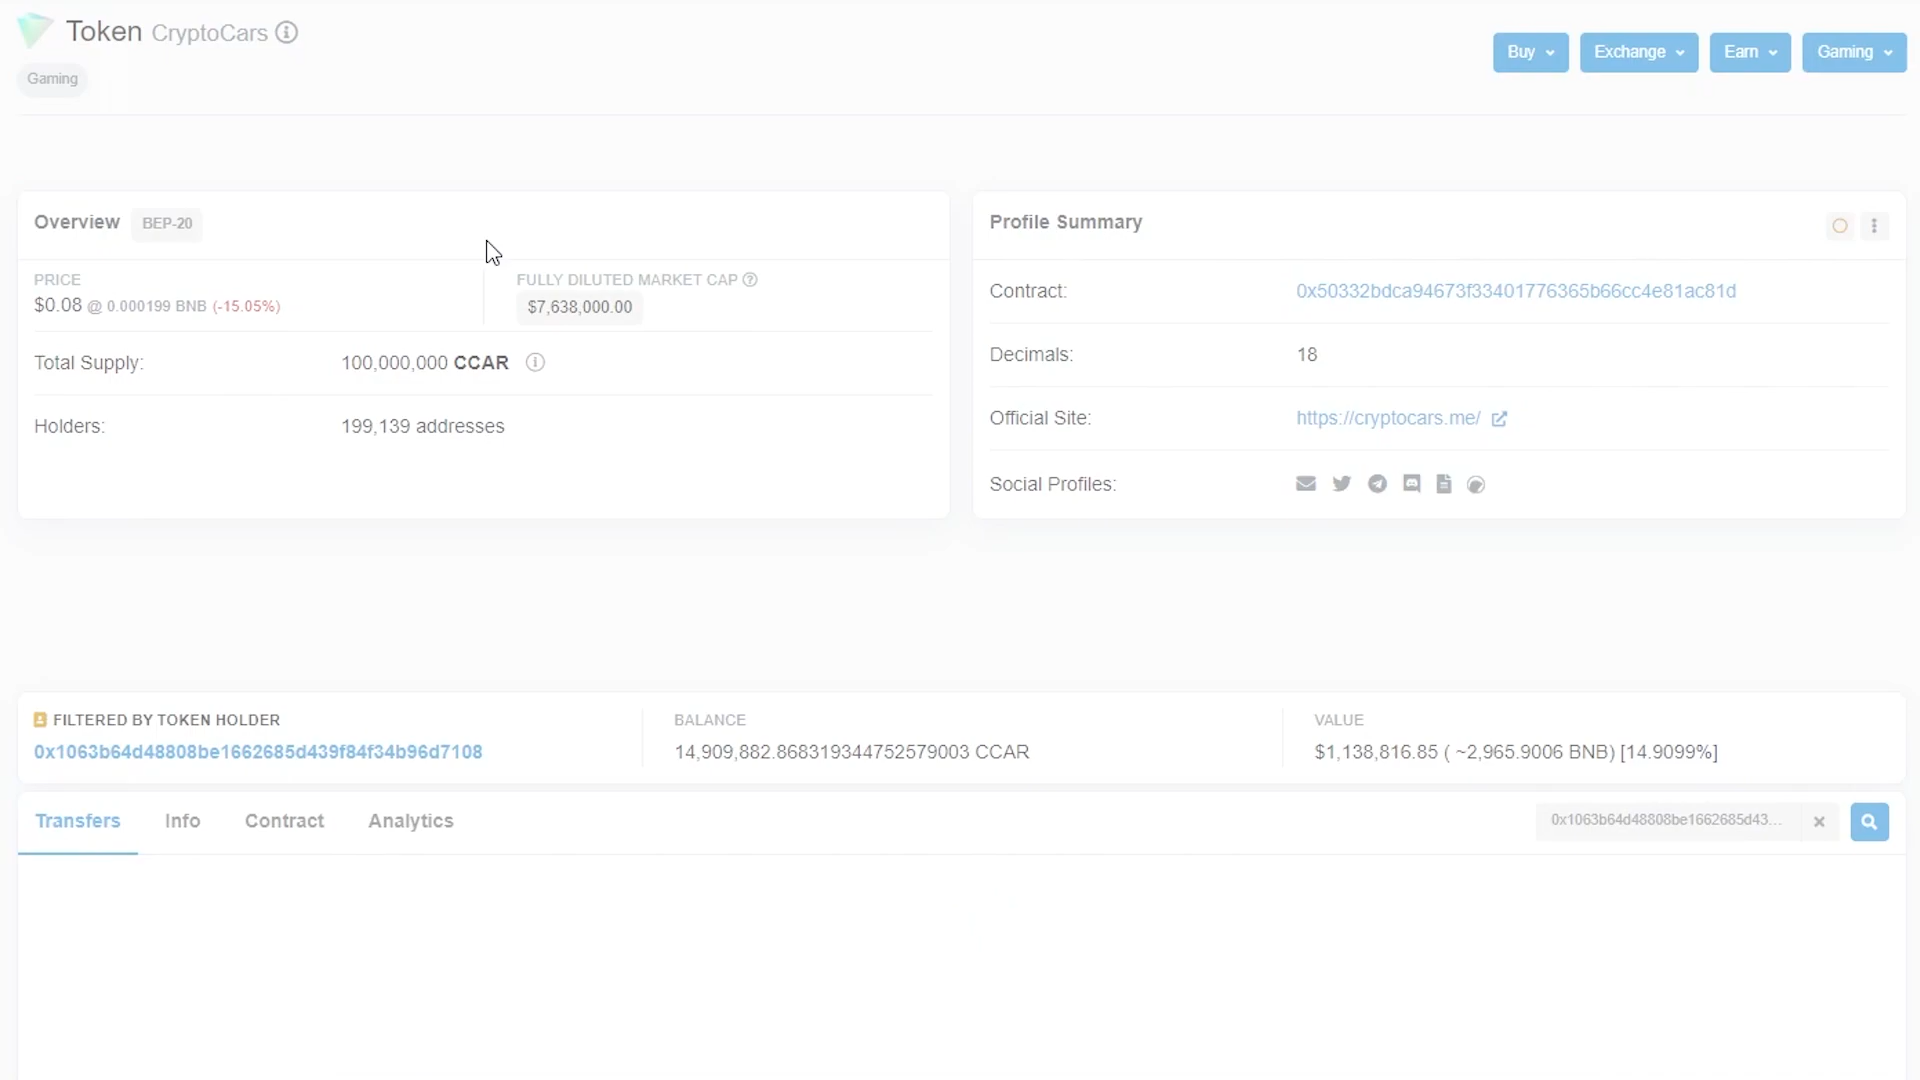 Token CryptoCars
Gaming
Buy
Exchange
Earn
Gaming
Overview BEP-20
PRICE
$0.08 @ 0.000199 BNB (-15.05%)
FULLY DILUTED MARKET CAP
$7,638,000.00
Total Supply: 100,000,000 CCAR
Holders: 199,139 addresses
Profile Summary
Contract: 0x50332bdca94673f33401776365b66cc4e81ac81d
Decimals: 18
Official Site: https://cryptocars.me/
Social Profiles:
FILTERED BY TOKEN HOLDER
0x1063b64d48808be1662685d439f84f34b96d7108
BALANCE
14,909,882.868319344752579003 CCAR
VALUE
$1,138,816.85 ( ~2,965.9006 BNB) [14.9099%]
Transfers Info Contract Analytics
0x1063b64d48808be1662685d43...